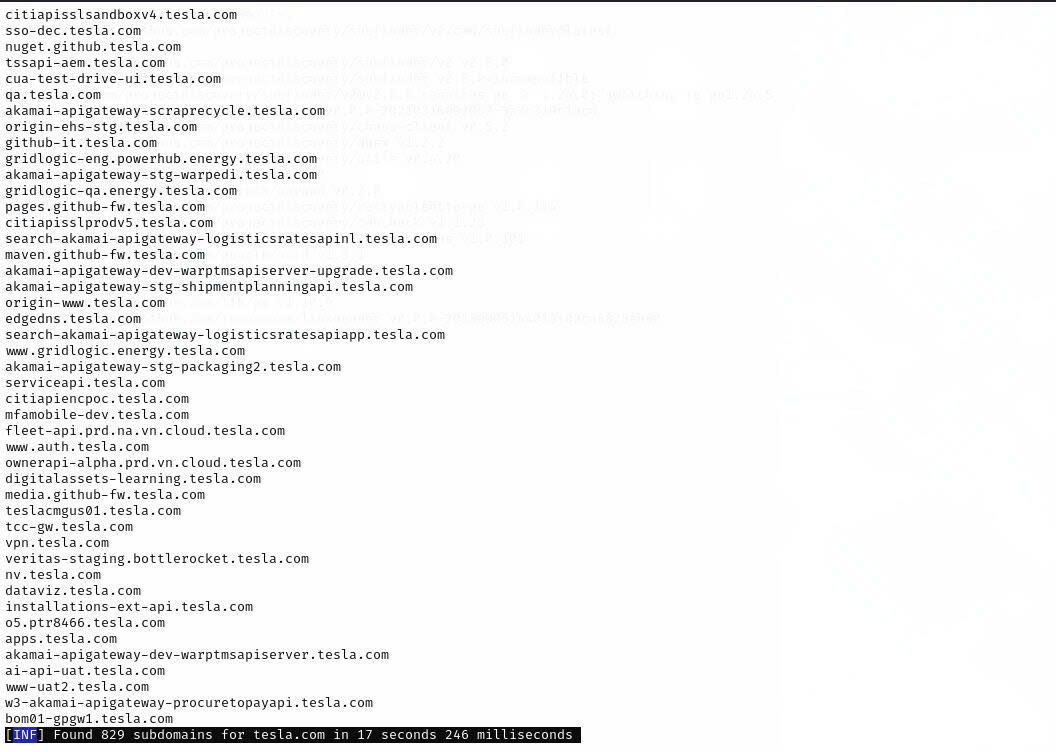 citiapisslsandboxv4.tesla.com
sso-dec.tesla.com
nuget.github.tesla.com
tssapi-aem.tesla.com
cua-test-drive-ui.tesla.com
qa.tesla.com
akamai-apigateway-scraprecycle.tesla.com
origin-ehs-stg.tesla.com
github-it.tesla.com
gridlogic-eng.powerhub.energy.tesla.com
akamai-apigateway-stg-warpedi.tesla.com
gridlogic-qa.energy.tesla.com
pages.github-fw.tesla.com
citiapisslprodv5.tesla.com
search-akamai-apigateway-logisticsratesapinl.tesla.com
maven.github-fw.tesla.com
akamai-apigateway-dev-warptmsapiserver-upgrade.tesla.com
akamai-apigateway-stg-shipmentplanningapi.tesla.com
origin-www.tesla.com
edgedns.tesla.com
search-akamai-apigateway-logisticsratesapiapp.tesla.com
www.gridlogic.energy.tesla.com
akamai-apigateway-stg-packaging2.tesla.com
serviceapi.tesla.com
citiapiencpoc.tesla.com
mfamobile-dev.tesla.com
fleet-api.prd.na.vn.cloud.tesla.com
www.auth.tesla.com
ownerapi-alpha.prd.vn.cloud.tesla.com
digitalassets-learning.tesla.com
media.github-fw.tesla.com
teslacmgus01.tesla.com
tcc-gw.tesla.com
vpn.tesla.com
veritas-staging.bottlerocket.tesla.com
nv.tesla.com
dataviz.tesla.com
installations-ext-api.tesla.com
o5.ptr8466.tesla.com
apps.tesla.com
akamai-apigateway-dev-warptmsapiserver.tesla.com
ai-api-uat.tesla.com
www-uat2.tesla.com
w3-akamai-apigateway-procuretopayapi.tesla.com
bom01-gpgw1.tesla.com
[INF] Found 829 subdomains for tesla.com in 17 seconds 246 milliseconds